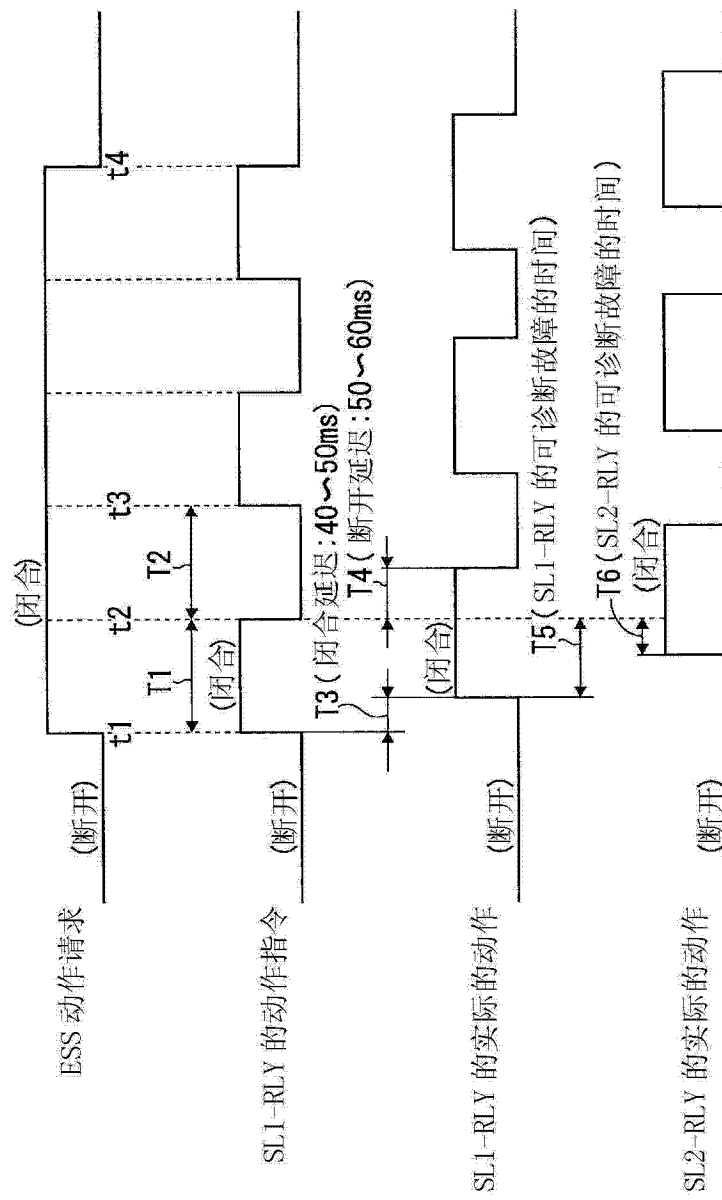 ESS 动作请求
(断开)
(闭合)
t1
t2
t3
t4
T1
T2
SL1-RLY 的动作指令
(断开)
(闭合)
T3(闭合延迟:40~50ms)
T4(断开延迟:50~60ms)
SL1-RLY 的实际的动作
(断开)
(闭合)
T5(SL1-RLY 的可诊断故障的时间)
T6(SL2-RLY 的可诊断故障的时间)
SL2-RLY 的实际的动作
(断开)
(闭合)